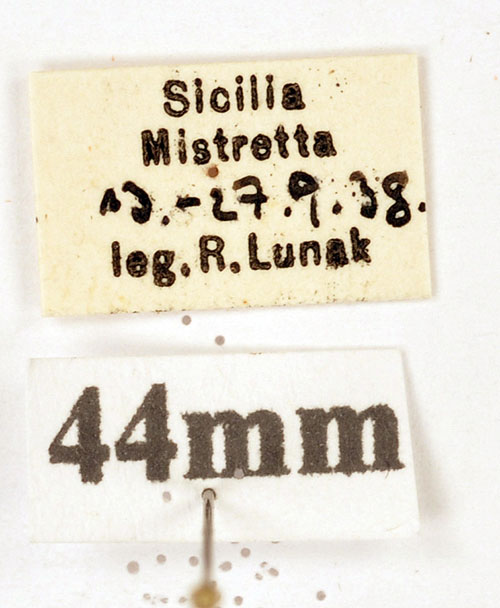 Sicilia
Mistretta
13.-27.9.38.
leg. R. Lunak
44mm